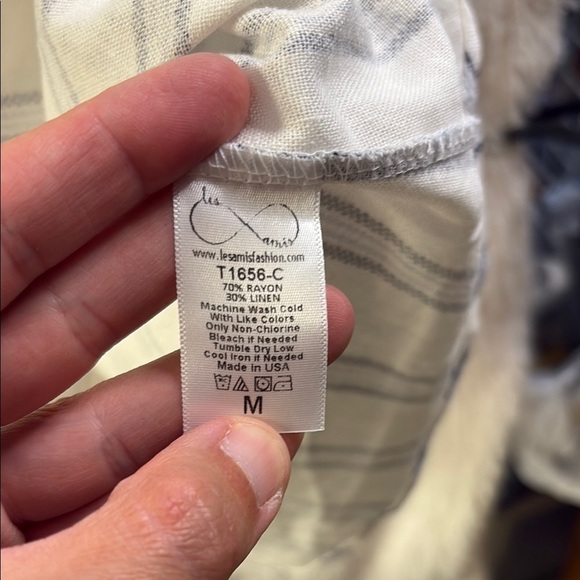 les
amis
www.lesamisfashion.com
T1656-C
70% RAYON
30% LINEN
Machine Wash Cold
With Like Colors
Only Non-Chlorine
Bleach if Needed
Tumble Dry Low
Cool Iron if Needed
Made in USA
M